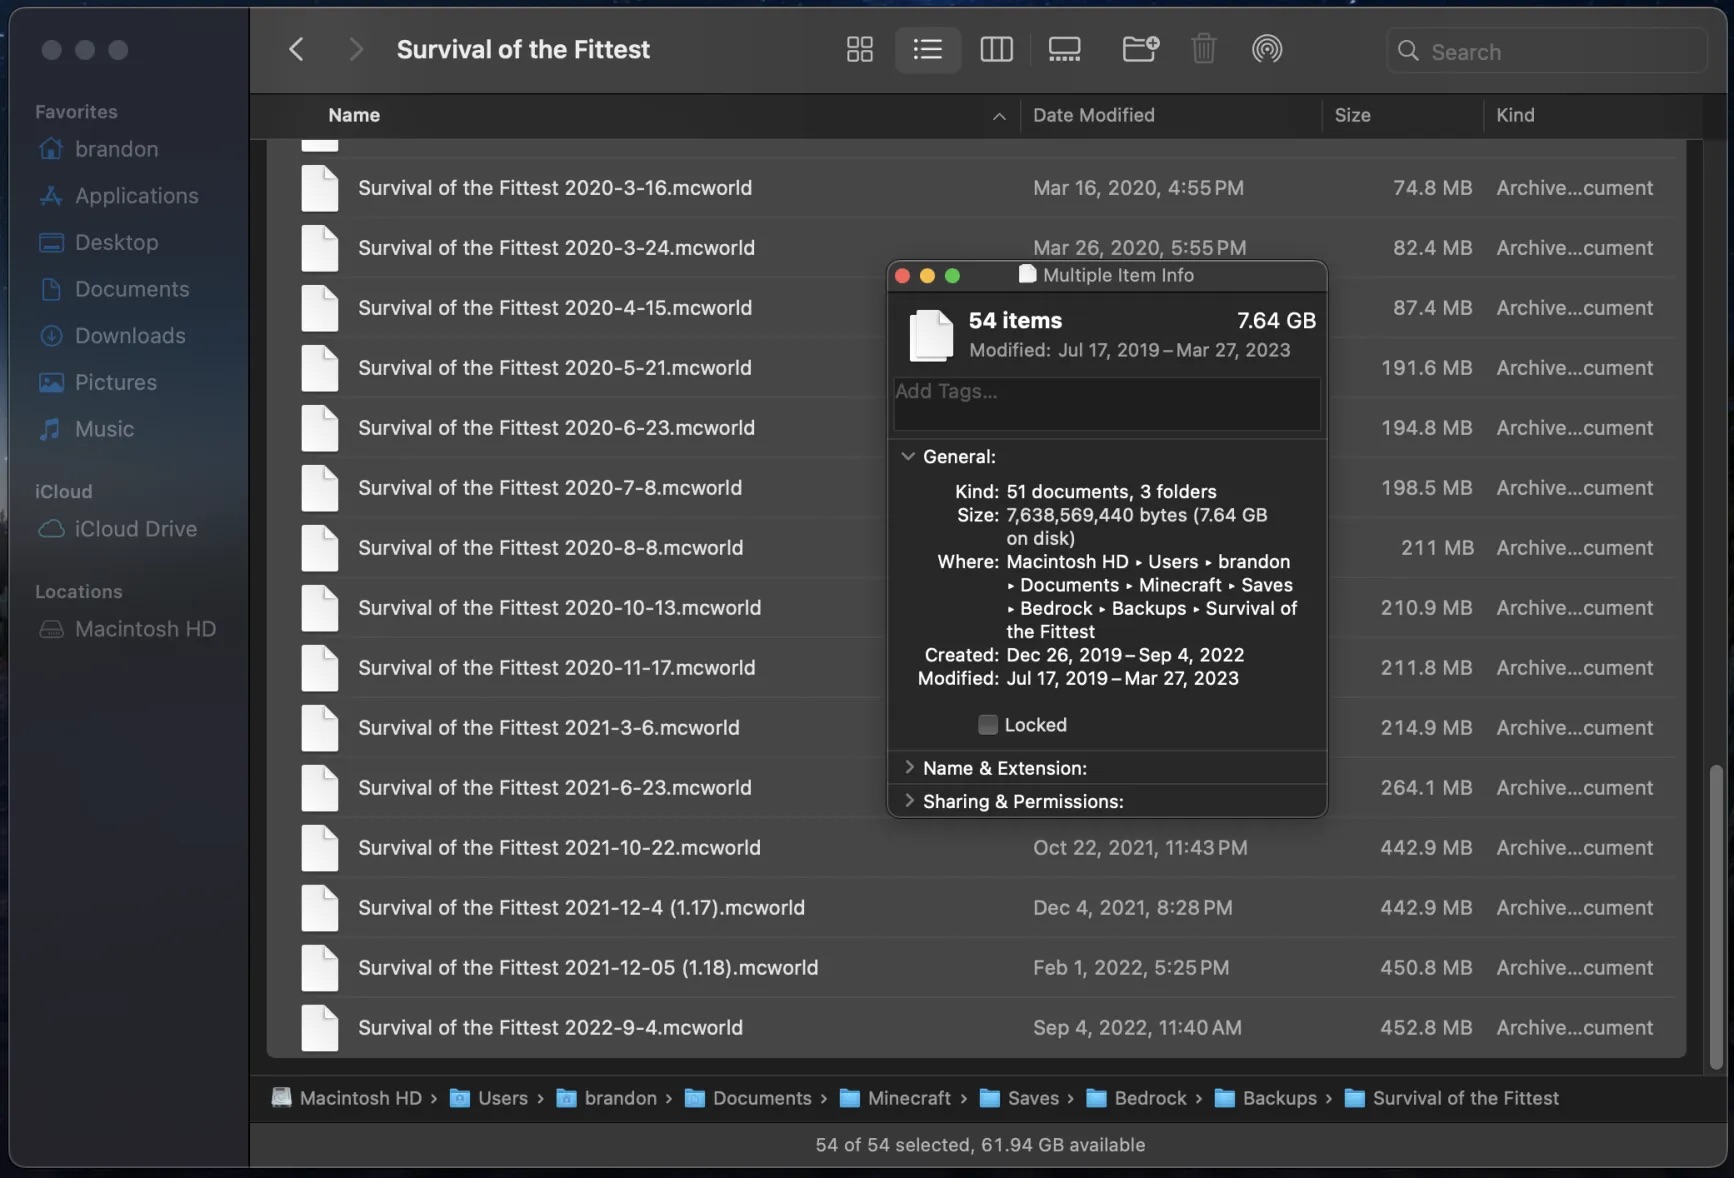 Survival of the Fittest
Search
Favorites
brandon
Applications
Desktop
Documents
Downloads
Pictures
Music
iCloud
iCloud Drive
Locations
Macintosh HD
Name Date Modified Size Kind
Survival of the Fittest 2020-3-16.mcworld Mar 16, 2020, 4:55 PM 74.8 MB Archive...cument
Survival of the Fittest 2020-3-24.mcworld Mar 26, 2020, 5:55 PM 82.4 MB Archive...cument
Survival of the Fittest 2020-4-15.mcworld 87.4 MB Archive...cument
Survival of the Fittest 2020-5-21.mcworld 191.6 MB Archive...cument
Survival of the Fittest 2020-6-23.mcworld 194.8 MB Archive...cument
Survival of the Fittest 2020-7-8.mcworld 198.5 MB Archive...cument
Survival of the Fittest 2020-8-8.mcworld 211 MB Archive...cument
Survival of the Fittest 2020-10-13.mcworld 210.9 MB Archive...cument
Survival of the Fittest 2020-11-17.mcworld 211.8 MB Archive...cument
Survival of the Fittest 2021-3-6.mcworld 214.9 MB Archive...cument
Survival of the Fittest 2021-6-23.mcworld 264.1 MB Archive...cument
Survival of the Fittest 2021-10-22.mcworld Oct 22, 2021, 11:43 PM 442.9 MB Archive...cument
Survival of the Fittest 2021-12-4 (1.17).mcworld Dec 4, 2021, 8:28 PM 442.9 MB Archive...cument
Survival of the Fittest 2021-12-05 (1.18).mcworld Feb 1, 2022, 5:25 PM 450.8 MB Archive...cument
Survival of the Fittest 2022-9-4.mcworld Sep 4, 2022, 11:40 AM 452.8 MB Archive...cument
Multiple Item Info
54 items 7.64 GB
Modified: Jul 17, 2019 – Mar 27, 2023
Add Tags...
General:
Kind: 51 documents, 3 folders
Size: 7,638,569,440 bytes (7.64 GB
on disk)
Where: Macintosh HD ▸ Users ▸ brandon
▸ Documents ▸ Minecraft ▸ Saves
▸ Bedrock ▸ Backups ▸ Survival of
the Fittest
Created: Dec 26, 2019 – Sep 4, 2022
Modified: Jul 17, 2019 – Mar 27, 2023
Locked
Name & Extension:
Sharing & Permissions:
Macintosh HD › Users › brandon › Documents › Minecraft › Saves › Bedrock › Backups › Survival of the Fittest
54 of 54 selected, 61.94 GB available